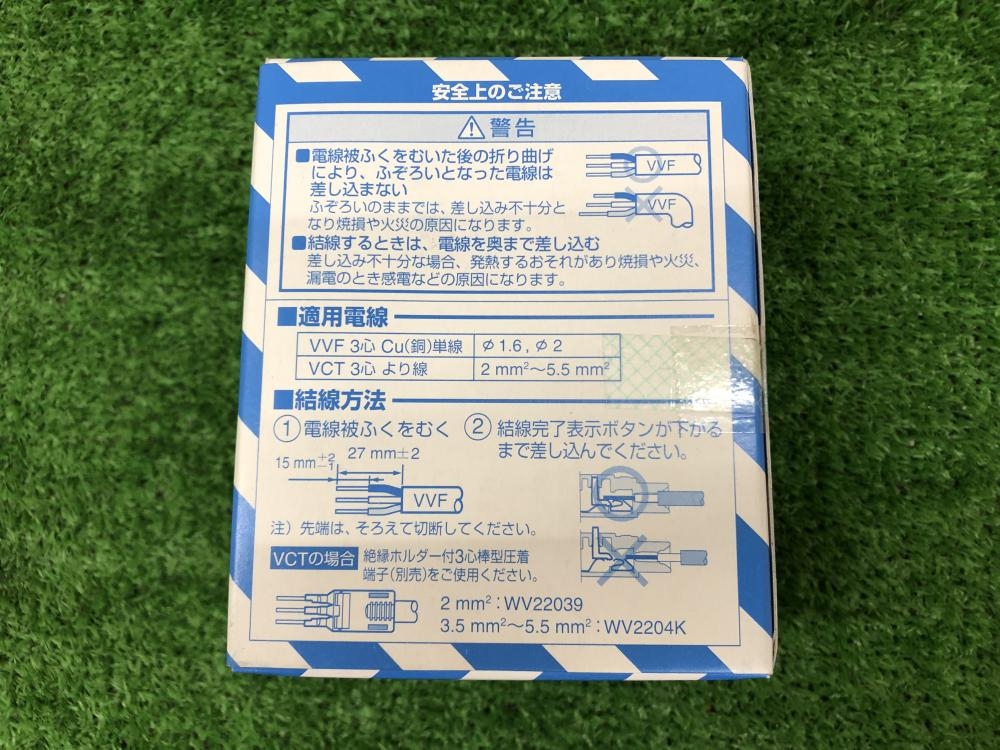 安全上のご注意
警告
■電線被ふくをむいた後の折り曲げ
により、ふぞろいとなった電線は
差し込まない
ふぞろいのままでは、差し込み不十分と
なり焼損や火災の原因になります。
VVF
VVF
■結線するときは、電線を奥まで差し込む
差し込み不十分な場合、発熱するおそれがあり焼損や火災、
漏電のとき感電などの原因になります。
■適用電線
VVF 3心 Cu(銅)単線 φ1.6, φ2
VCT 3心 より線 2 mm²～5.5 mm²
■結線方法
①電線被ふくをむく
15 mm +2 −1
27 mm±2
VVF
注）先端は、そろえて切断してください。
②結線完了表示ボタンが下がる
まで差し込んでください。
VCTの場合 絶縁ホルダー付3心棒型圧着
端子(別売)をご使用ください。
2 mm²：WV22039
3.5 mm²～5.5 mm²：WV2204K